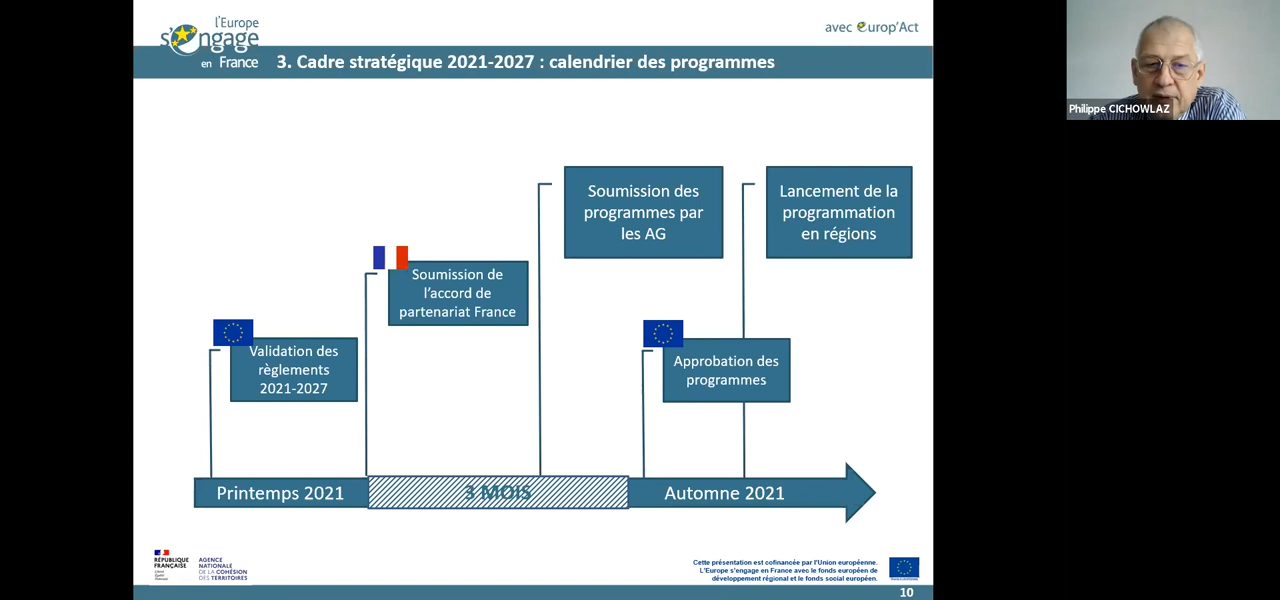 l'Europe
s'engage
en France
avec Europ'Act
3. Cadre stratégique 2021-2027 : calendrier des programmes
Philippe CICHOWLAZ
Soumission des
programmes par
les AG
Lancement de la
programmation
en régions
Soumission de
l'accord de
partenariat France
Validation des
règlements
2021-2027
Approbation des
programmes
Printemps 2021
3 MOIS
Automne 2021
RÉPUBLIQUE
FRANÇAISE
Liberté
Égalité
Fraternité
AGENCE
NATIONALE
DE LA COHÉSION
DES TERRITOIRES
Cette présentation est cofinancée par l'Union européenne.
L'Europe s'engage en France avec le fonds européen de
développement régional et le fonds social européen.
10